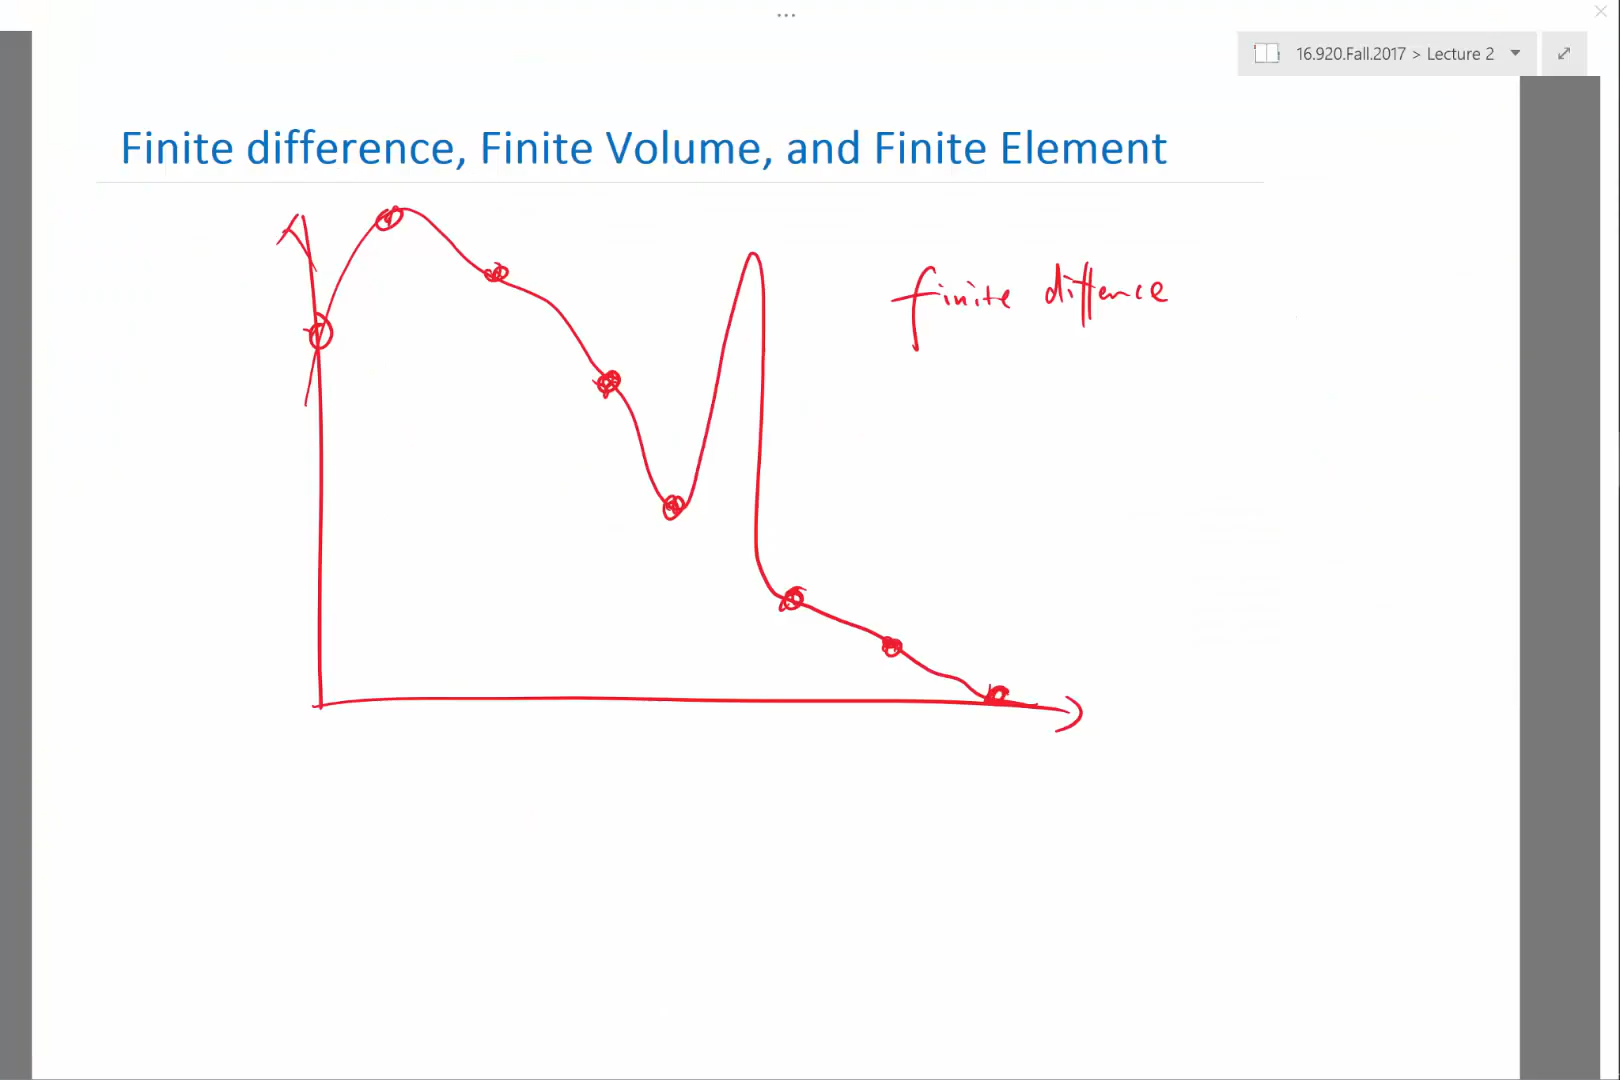 16.920.Fall.2017 > Lecture 2
Finite difference, Finite Volume, and Finite Element
finite diffence